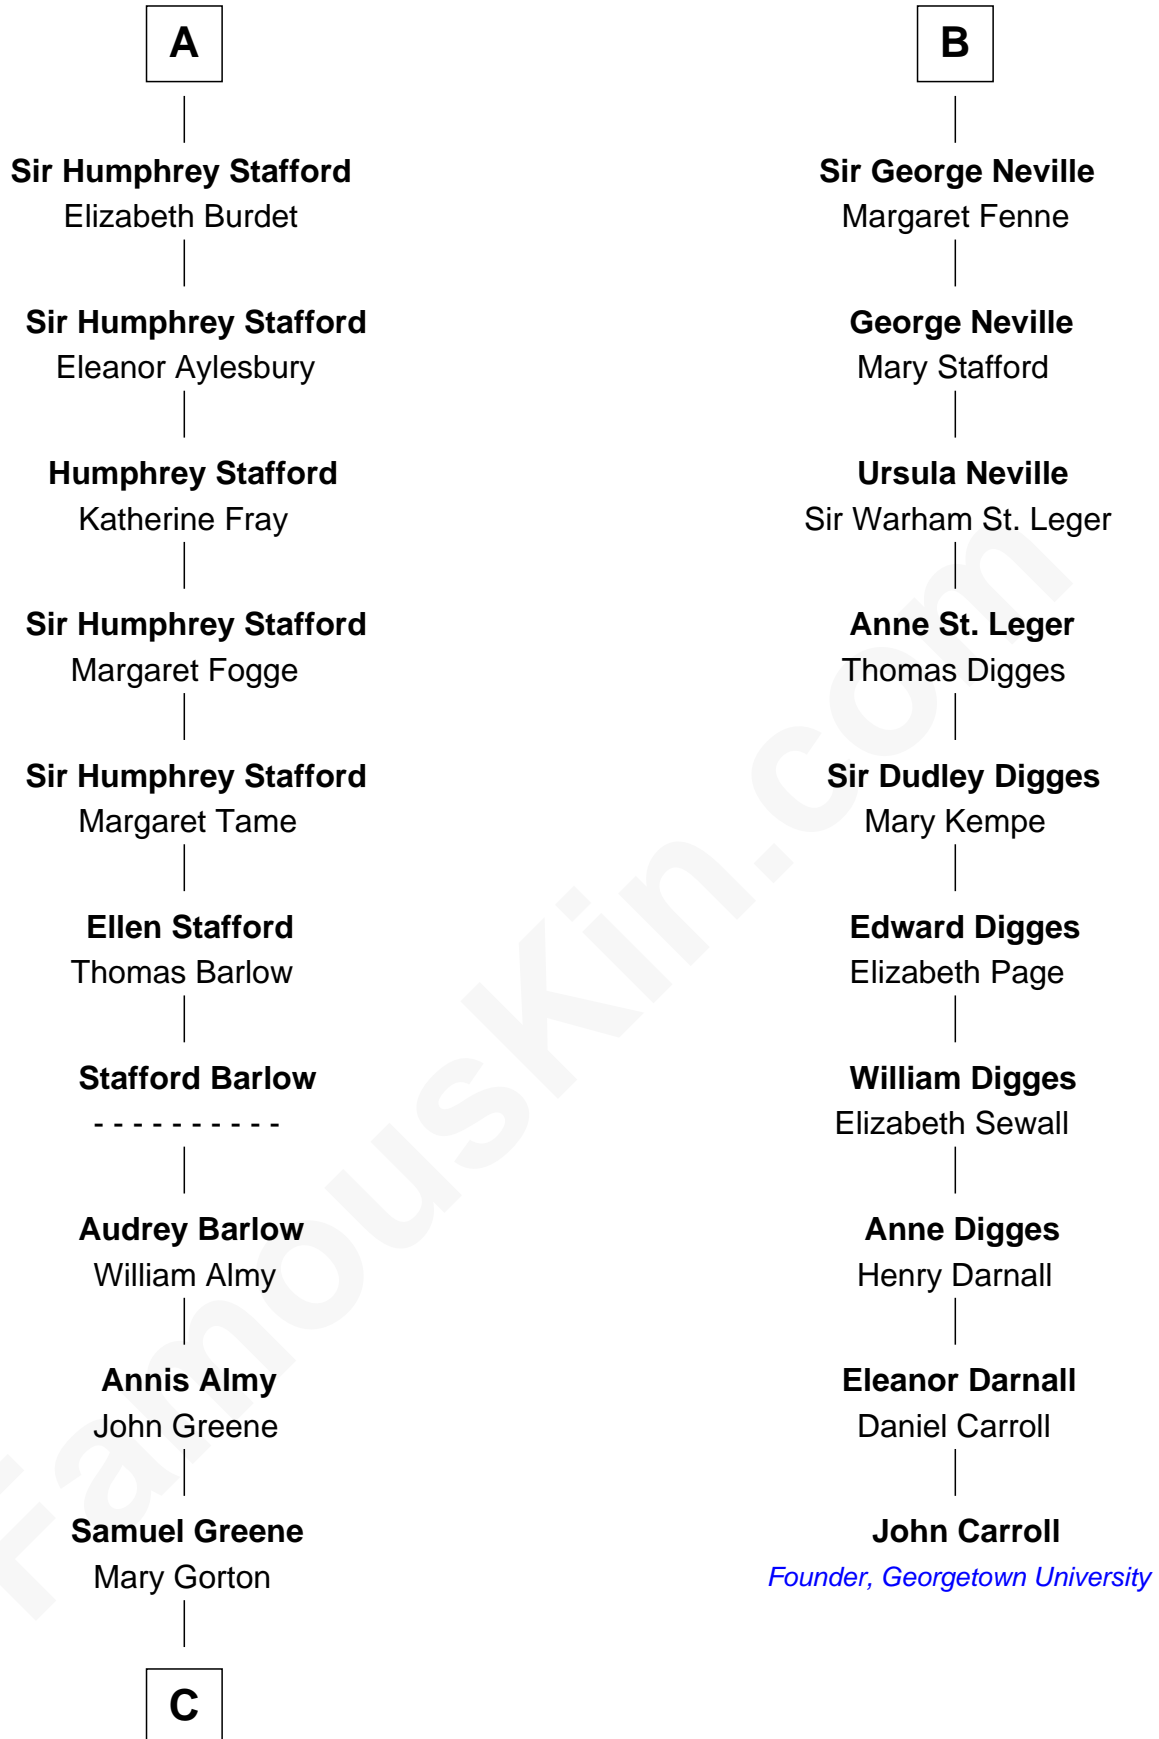 A
Sir Humphrey Stafford
Elizabeth Burdet
Sir Humphrey Stafford
Eleanor Aylesbury
Humphrey Stafford
Katherine Fray
Sir Humphrey Stafford
Margaret Fogge
Sir Humphrey Stafford
Margaret Tame
Ellen Stafford
Thomas Barlow
Stafford Barlow
- - - - - - - - - -
Audrey Barlow
William Almy
Annis Almy
John Greene
Samuel Greene
Mary Gorton
C
B
Sir George Neville
Margaret Fenne
George Neville
Mary Stafford
Ursula Neville
Sir Warham St. Leger
Anne St. Leger
Thomas Digges
Sir Dudley Digges
Mary Kempe
Edward Digges
Elizabeth Page
William Digges
Elizabeth Sewall
Anne Digges
Henry Darnall
Eleanor Darnall
Daniel Carroll
John Carroll
Founder, Georgetown University
FamousKin.com